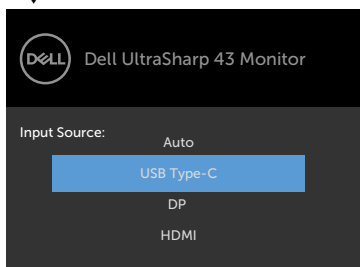 DELL
Dell UltraSharp 43 Monitor
Input Source:
Auto
USB Type-C
DP
HDMI